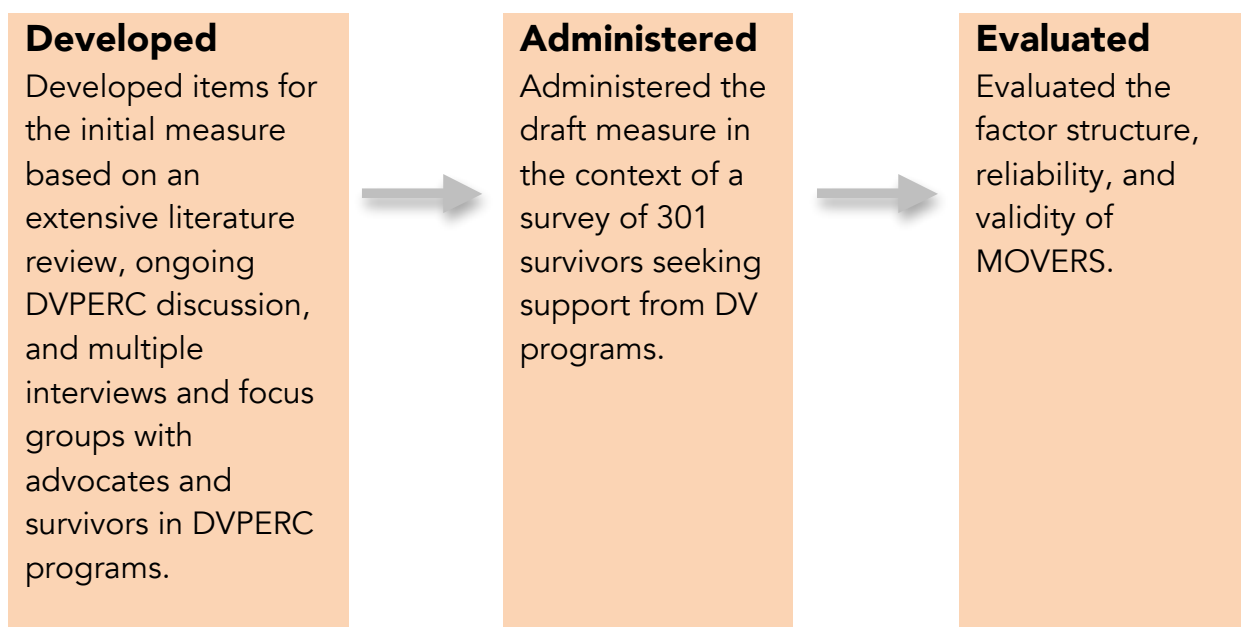 Developed
Developed items for
the initial measure
based on an
extensive literature
review, ongoing
DVPERC discussion,
and multiple
interviews and focus
groups with
advocates and
survivors in DVPERC
programs.
Administered
Administered the
draft measure in
the context of a
survey of 301
survivors seeking
support from DV
programs.
Evaluated
Evaluated the
factor structure,
reliability, and
validity of
MOVERS.